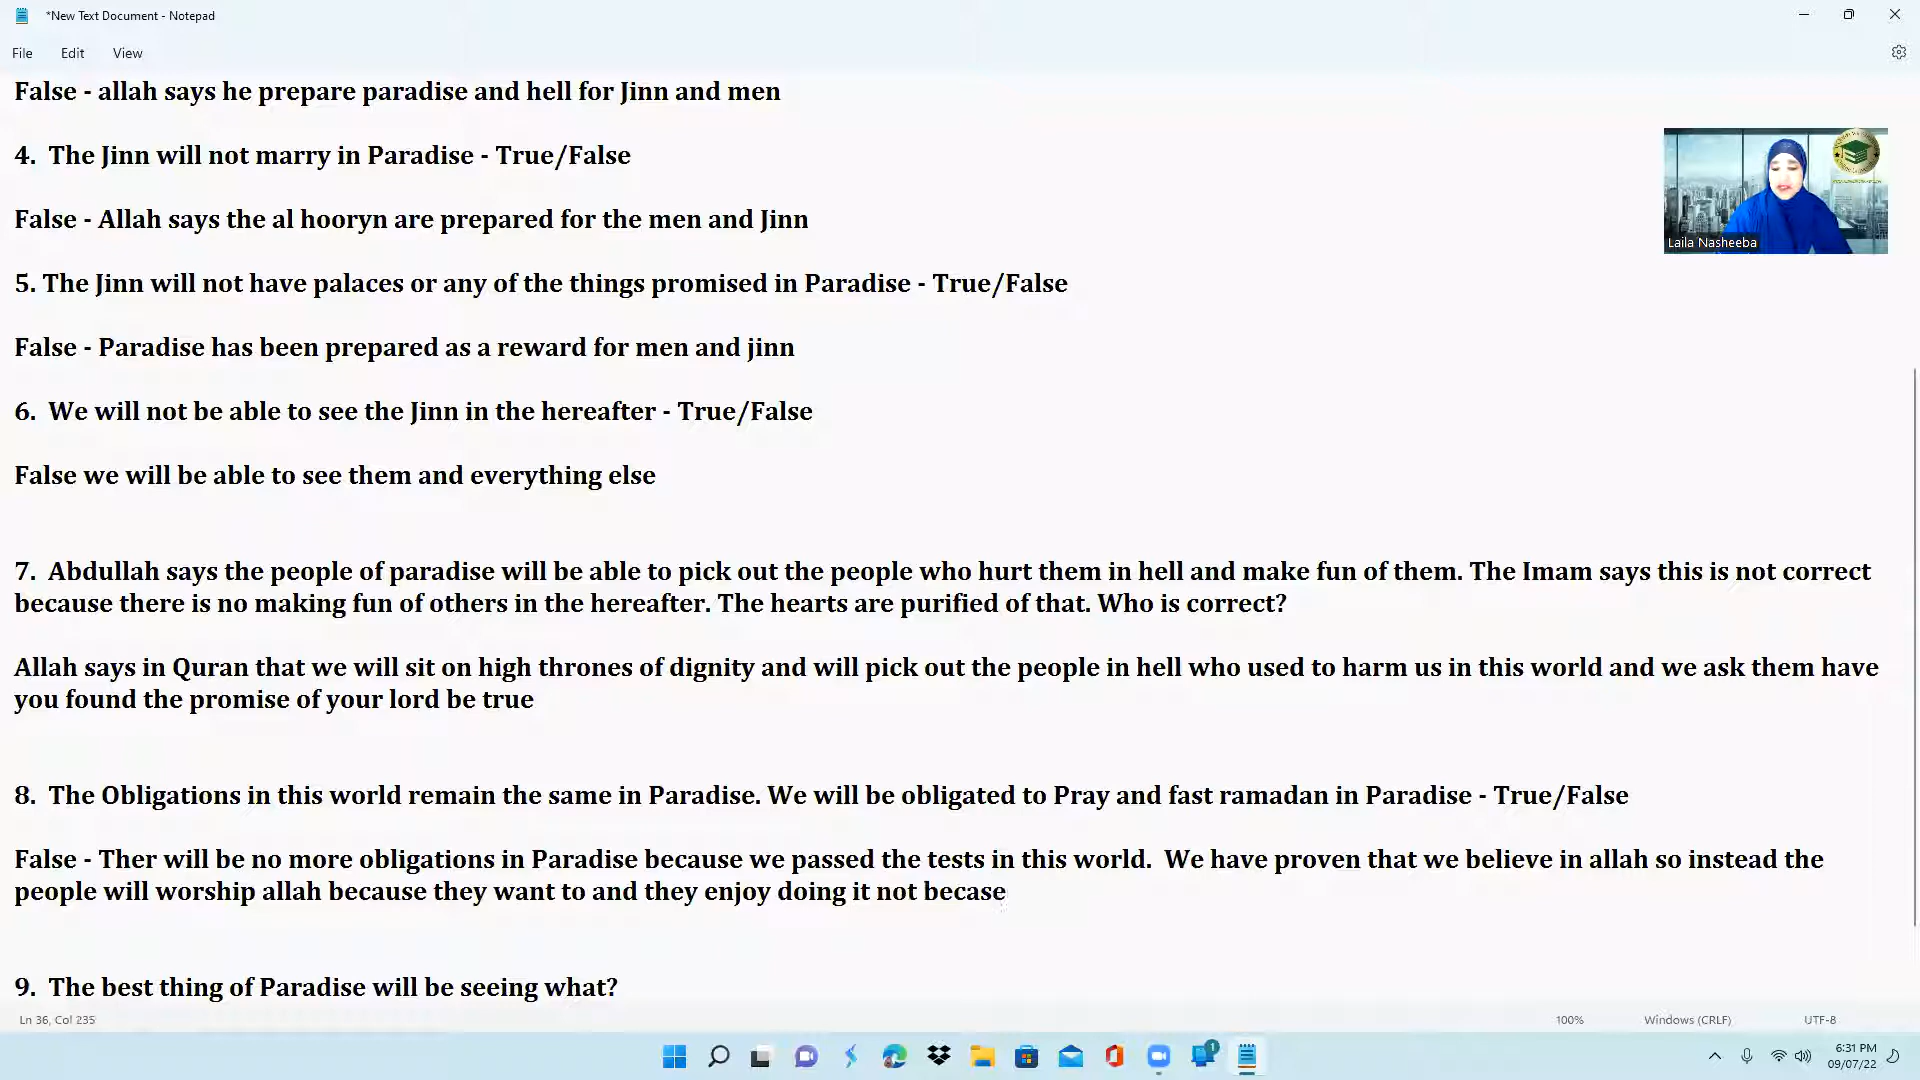 *New Text Document - Notepad
File Edit View
False - allah says he prepare paradise and hell for Jinn and men
4.  The Jinn will not marry in Paradise - True/False
False - Allah says the al hooryn are prepared for the men and Jinn
5. The Jinn will not have palaces or any of the things promised in Paradise - True/False
False - Paradise has been prepared as a reward for men and jinn
6.  We will not be able to see the Jinn in the hereafter - True/False
False we will be able to see them and everything else
7.  Abdullah says the people of paradise will be able to pick out the people who hurt them in hell and make fun of them. The Imam says this is not correct
because there is no making fun of others in the hereafter. The hearts are purified of that. Who is correct?
Allah says in Quran that we will sit on high thrones of dignity and will pick out the people in hell who used to harm us in this world and we ask them have
you found the promise of your lord be true
8.  The Obligations in this world remain the same in Paradise. We will be obligated to Pray and fast ramadan in Paradise - True/False
False - Ther will be no more obligations in Paradise because we passed the tests in this world.  We have proven that we believe in allah so instead the
people will worship allah because they want to and they enjoy doing it not becase
9.  The best thing of Paradise will be seeing what?
Laila Nasheeba
Ln 36, Col 235
100%
Windows (CRLF)
UTF-8
1
6:31 PM
09/07/22